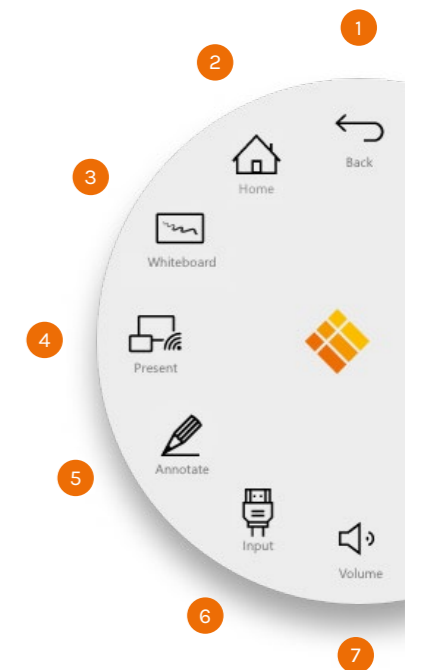 1
Back
2
Home
3
Whiteboard
4
Present
5
Annotate
6
Input
7
Volume